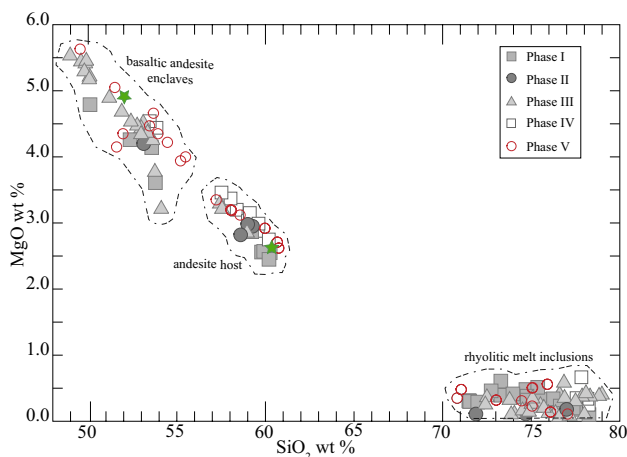 6.0
5.0
4.0
3.0
2.0
1.0
0.0
MgO wt %
basaltic andesite
enclaves
andesite host
rhyolitic melt inclusions
Phase I
Phase II
Phase III
Phase IV
Phase V
50
55
60
65
70
75
80
SiO₂ wt %